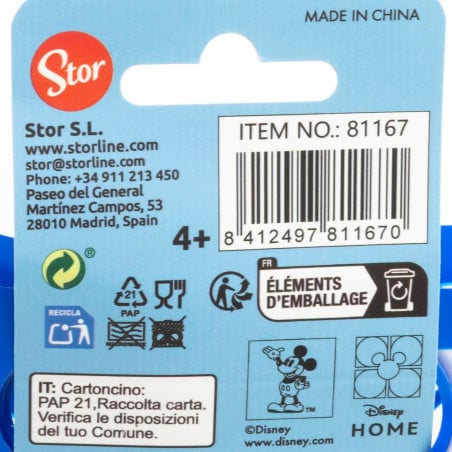 MADE IN CHINA
Stor
Stor S.L.
www.storline.com
stor@storline.com
Phone: +34 911 213 450
Paseo del General
Martínez Campos, 53
28010 Madrid, Spain
ITEM NO.: 81167
8 412497 811670
4+
®
RECICLA
21
PAP
MICROWAVE
FR
ÉLÉMENTS
D'EMBALLAGE
IT: Cartoncino:
PAP 21,Raccolta carta.
Verifica le disposizioni
del tuo Comune.
©Disney
www.disney.com
Disney
HOME